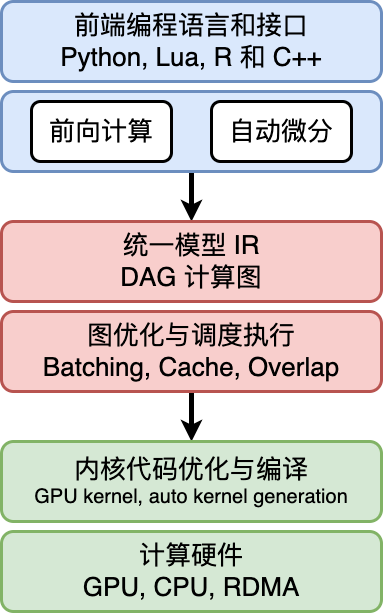 前端编程语言和接口
Python, Lua, R 和 C++
前向计算
自动微分
统一模型 IR
DAG 计算图
图优化与调度执行
Batching, Cache, Overlap
内核代码优化与编译
GPU kernel, auto kernel generation
计算硬件
GPU, CPU, RDMA